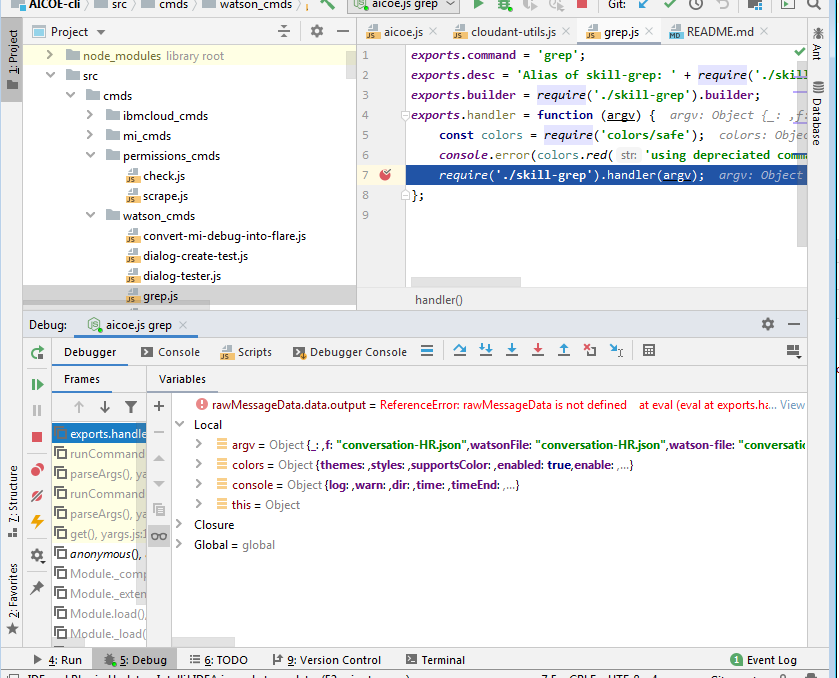 AICOE-cli src cmds watson_cmds aicoe.js grep Git:
Project
aicoe.js cloudant-utils.js grep.js README.md
1: Project
Ant
Database
node_modules library root
src
cmds
ibmcloud_cmds
mi_cmds
permissions_cmds
check.js
scrape.js
watson_cmds
convert-mi-debug-into-flare.js
dialog-create-test.js
dialog-tester.js
grep.js
1 exports.command = 'grep';
2 exports.desc = 'Alias of skill-grep: ' + require('./skill
3 exports.builder = require('./skill-grep').builder;
4 exports.handler = function (argv) { argv: Object {_: ,f:
5 const colors = require('colors/safe'); colors: Object
6 console.error(colors.red( str: 'using depreciated comm
7 require('./skill-grep').handler(argv); argv: Object
8 };
9
handler()
Debug: aicoe.js grep
Debugger Console Scripts Debugger Console
Frames Variables
exports.handle
runCommand
parseArgs(), ya
runCommand
parseArgs(), ya
get(), yargs.js:1
anonymous(),
Module._comp
Module._exten
Module.load(),
Module._load(
rawMessageData.data.output = ReferenceError: rawMessageData is not defined at eval (eval at exports.ha... View
Local
argv = Object {_: ,f: "conversation-HR.json",watsonFile: "conversation-HR.json",watson-file: "conversatio
colors = Object {themes: ,styles: ,supportsColor: ,enabled: true,enable: ,...}
console = Object {log: ,warn: ,dir: ,time: ,timeEnd: ,...}
this = Object
Closure
Global = global
7: Structure
2: Favorites
4: Run 5: Debug 6: TODO 9: Version Control Terminal 1 Event Log